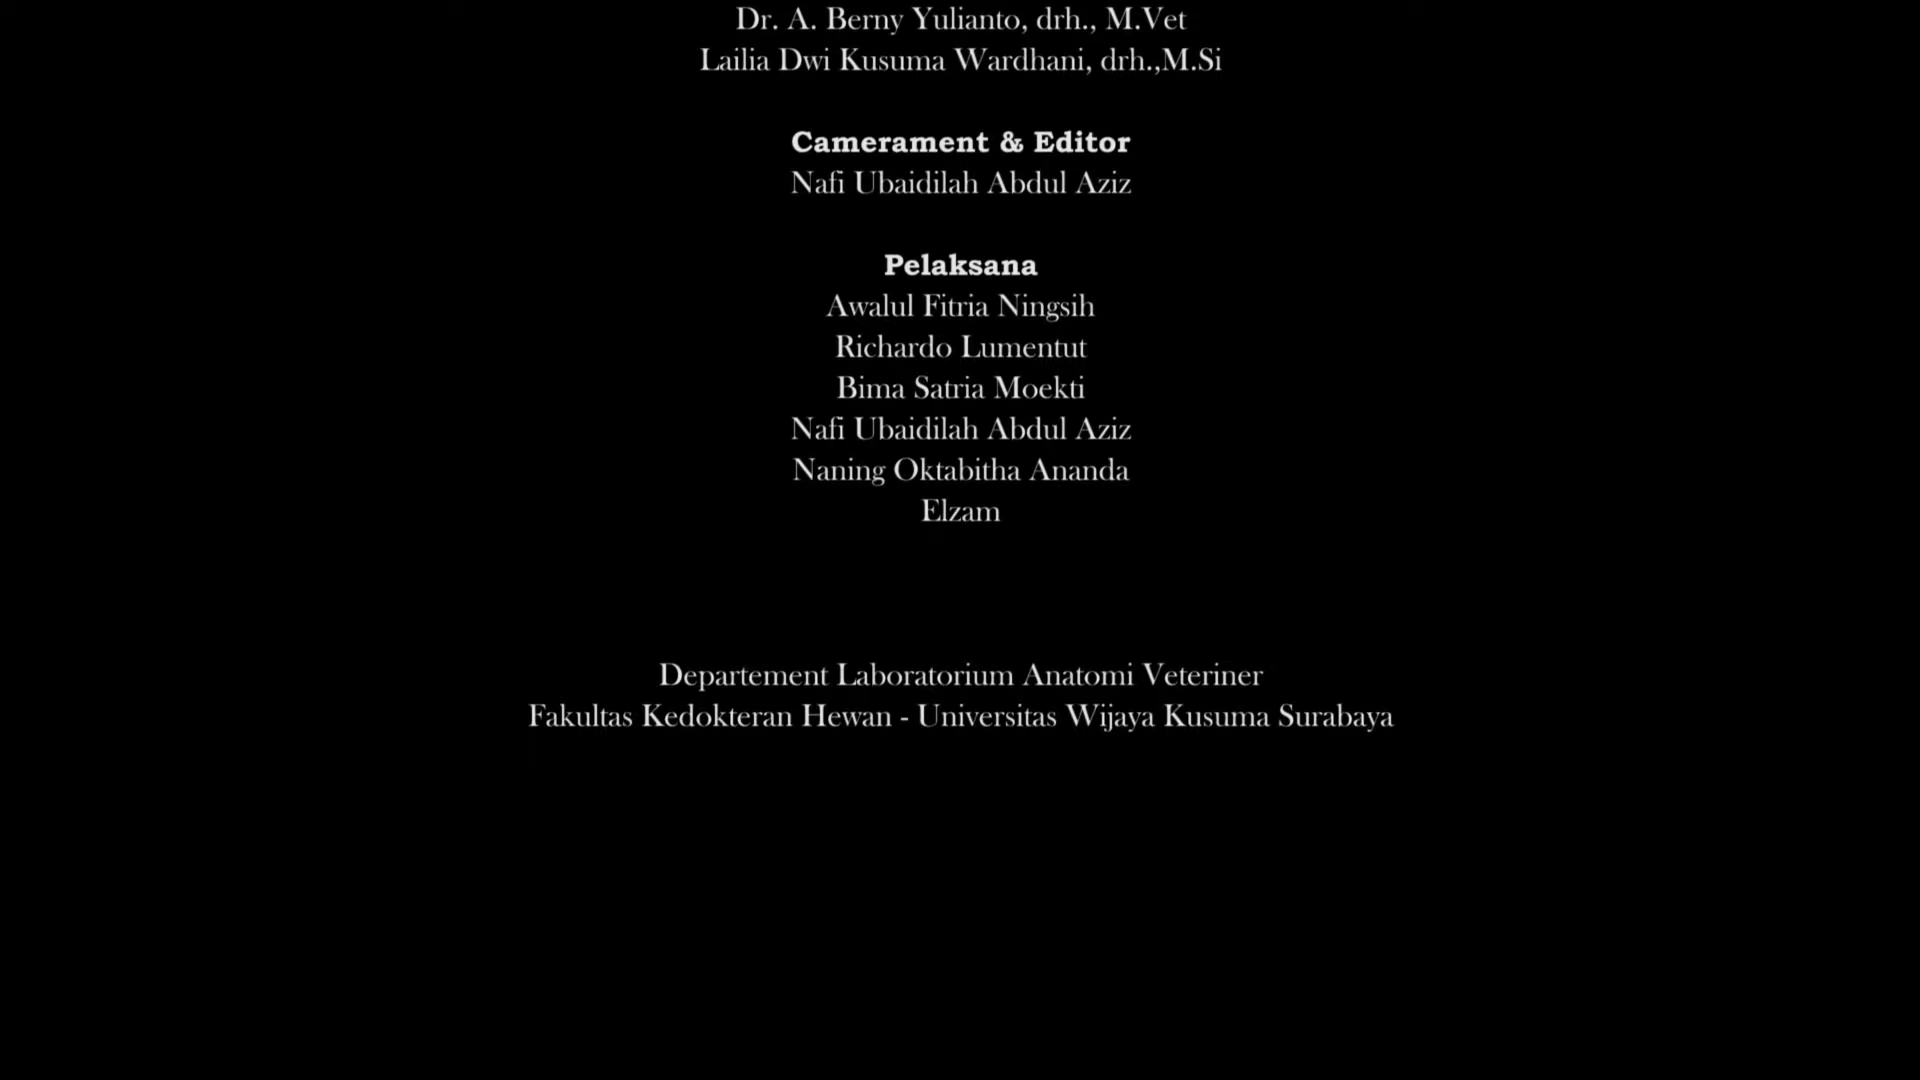 Dr. A. Berny Yulianto, drh., M.Vet
Lailia Dwi Kusuma Wardhani, drh.,M.Si
Camerament & Editor
Nafi Ubaidilah Abdul Aziz
Pelaksana
Awalul Fitria Ningsih
Richardo Lumentut
Bima Satria Moekti
Nafi Ubaidilah Abdul Aziz
Naning Oktabitha Ananda
Elzam
Departement Laboratorium Anatomi Veteriner
Fakultas Kedokteran Hewan - Universitas Wijaya Kusuma Surabaya